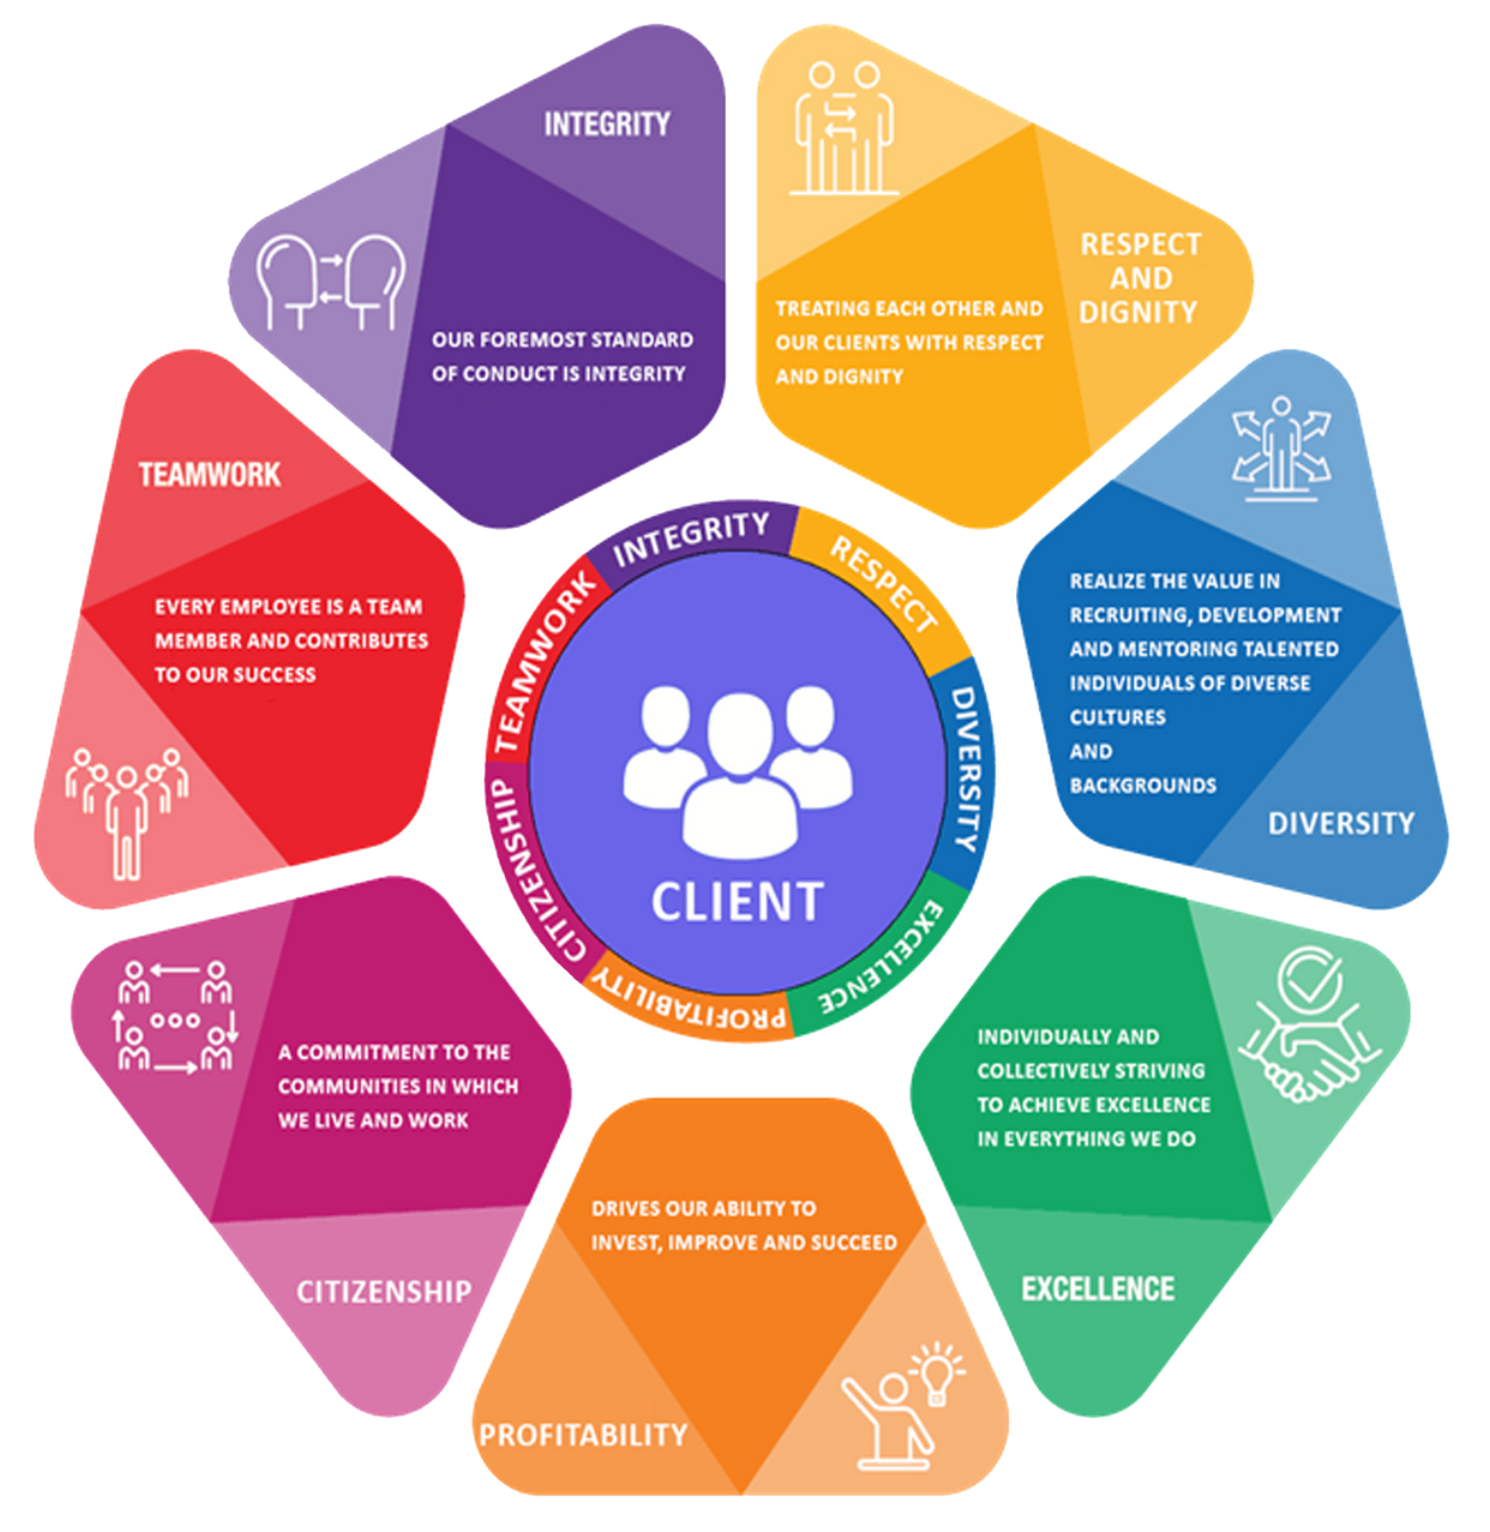 INTEGRITY
OUR FOREMOST STANDARD
OF CONDUCT IS INTEGRITY
RESPECT
AND
DIGNITY
TREATING EACH OTHER AND
OUR CLIENTS WITH RESPECT
AND DIGNITY
REALIZE THE VALUE IN
RECRUITING, DEVELOPMENT
AND MENTORING TALENTED
INDIVIDUALS OF DIVERSE
CULTURES
AND
BACKGROUNDS
DIVERSITY
INDIVIDUALLY AND
COLLECTIVELY STRIVING
TO ACHIEVE EXCELLENCE
IN EVERYTHING WE DO
EXCELLENCE
DRIVES OUR ABILITY TO
INVEST, IMPROVE AND SUCCEED
PROFITABILITY
A COMMITMENT TO THE
COMMUNITIES IN WHICH
WE LIVE AND WORK
CITIZENSHIP
TEAMWORK
EVERY EMPLOYEE IS A TEAM
MEMBER AND CONTRIBUTES
TO OUR SUCCESS
INTEGRITY
RESPECT
DIVERSITY
EXCELLENCE
PROFITABILITY
CITIZENSHIP
TEAMWORK
CLIENT